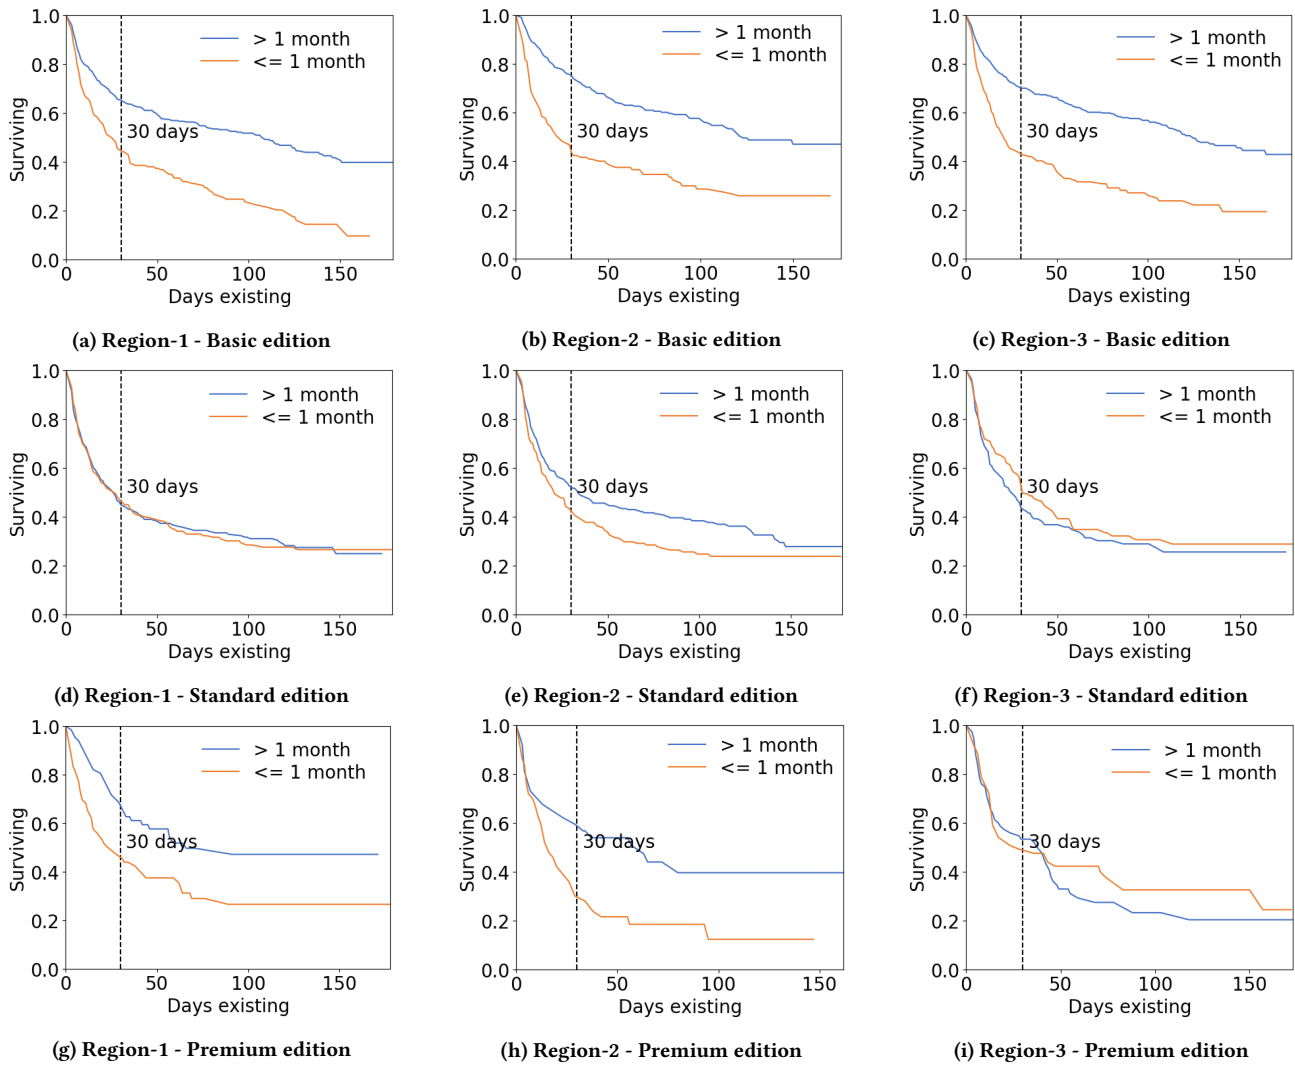 1.0
0.8
0.6
0.4
0.2
0.0
Surviving
> 1 month
<= 1 month
30 days
0 50 100 150
Days existing
(a) Region-1 - Basic edition
1.0
0.8
0.6
0.4
0.2
0.0
Surviving
> 1 month
<= 1 month
30 days
0 50 100 150
Days existing
(b) Region-2 - Basic edition
1.0
0.8
0.6
0.4
0.2
0.0
Surviving
> 1 month
<= 1 month
30 days
0 50 100 150
Days existing
(c) Region-3 - Basic edition
1.0
0.8
0.6
0.4
0.2
0.0
Surviving
> 1 month
<= 1 month
30 days
0 50 100 150
Days existing
(d) Region-1 - Standard edition
1.0
0.8
0.6
0.4
0.2
0.0
Surviving
> 1 month
<= 1 month
30 days
0 50 100 150
Days existing
(e) Region-2 - Standard edition
1.0
0.8
0.6
0.4
0.2
0.0
Surviving
> 1 month
<= 1 month
30 days
0 50 100 150
Days existing
(f) Region-3 - Standard edition
1.0
0.8
0.6
0.4
0.2
0.0
Surviving
> 1 month
<= 1 month
30 days
0 50 100 150
Days existing
(g) Region-1 - Premium edition
1.0
0.8
0.6
0.4
0.2
0.0
Surviving
> 1 month
<= 1 month
30 days
0 50 100 150
Days existing
(h) Region-2 - Premium edition
1.0
0.8
0.6
0.4
0.2
0.0
Surviving
> 1 month
<= 1 month
30 days
0 50 100 150
Days existing
(i) Region-3 - Premium edition